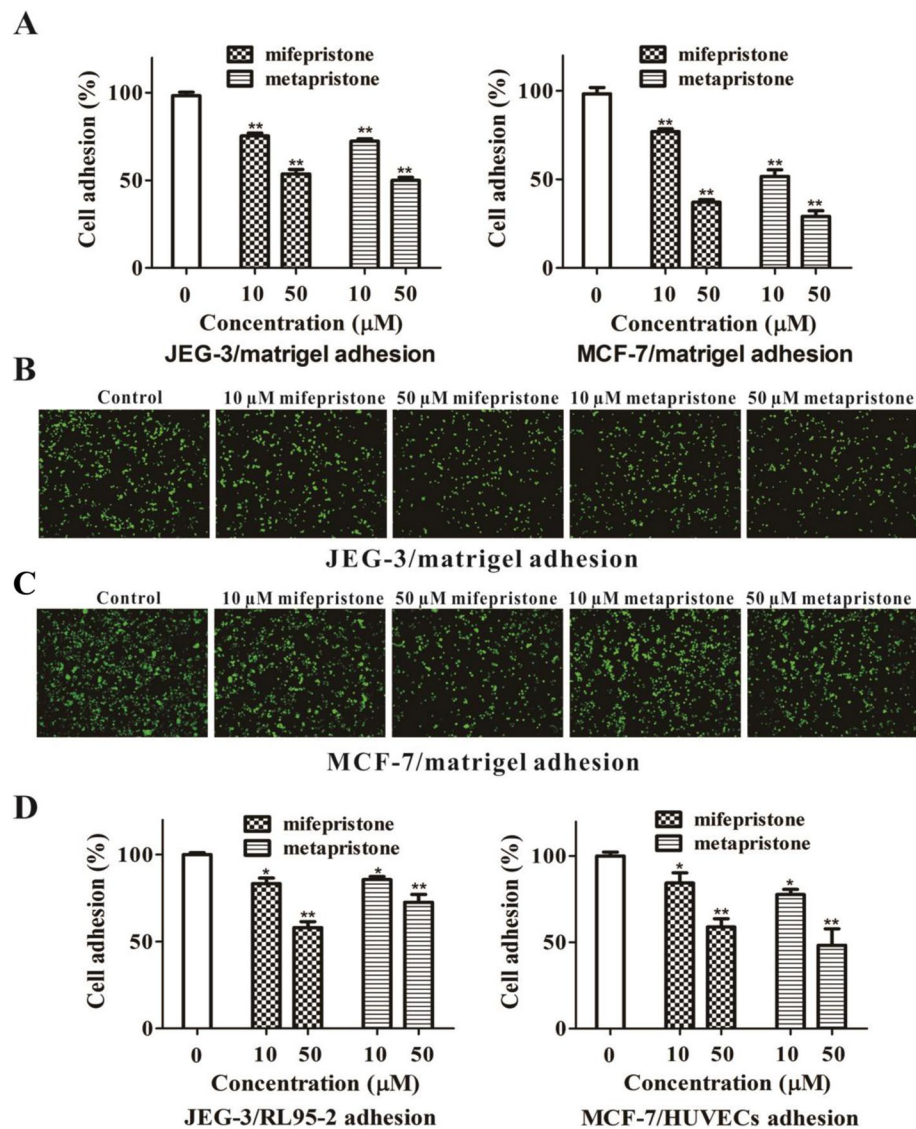 A
mifepristone
metapristone
Cell adhesion (%)
100
50
0
**
**
**
**
0 10 50 10 50
Concentration (μM)
JEG-3/matrigel adhesion
mifepristone
metapristone
Cell adhesion (%)
100
50
0
**
**
**
**
0 10 50 10 50
Concentration (μM)
MCF-7/matrigel adhesion
B
Control 10 μM mifepristone 50 μM mifepristone 10 μM metapristone 50 μM metapristone
JEG-3/matrigel adhesion
C
Control 10 μM mifepristone 50 μM mifepristone 10 μM metapristone 50 μM metapristone
MCF-7/matrigel adhesion
D
mifepristone
metapristone
Cell adhesion (%)
100
50
0
*
**
*
**
0 10 50 10 50
Concentration (μM)
JEG-3/RL95-2 adhesion
mifepristone
metapristone
Cell adhesion (%)
100
50
0
*
**
*
**
0 10 50 10 50
Concentration (μM)
MCF-7/HUVECs adhesion